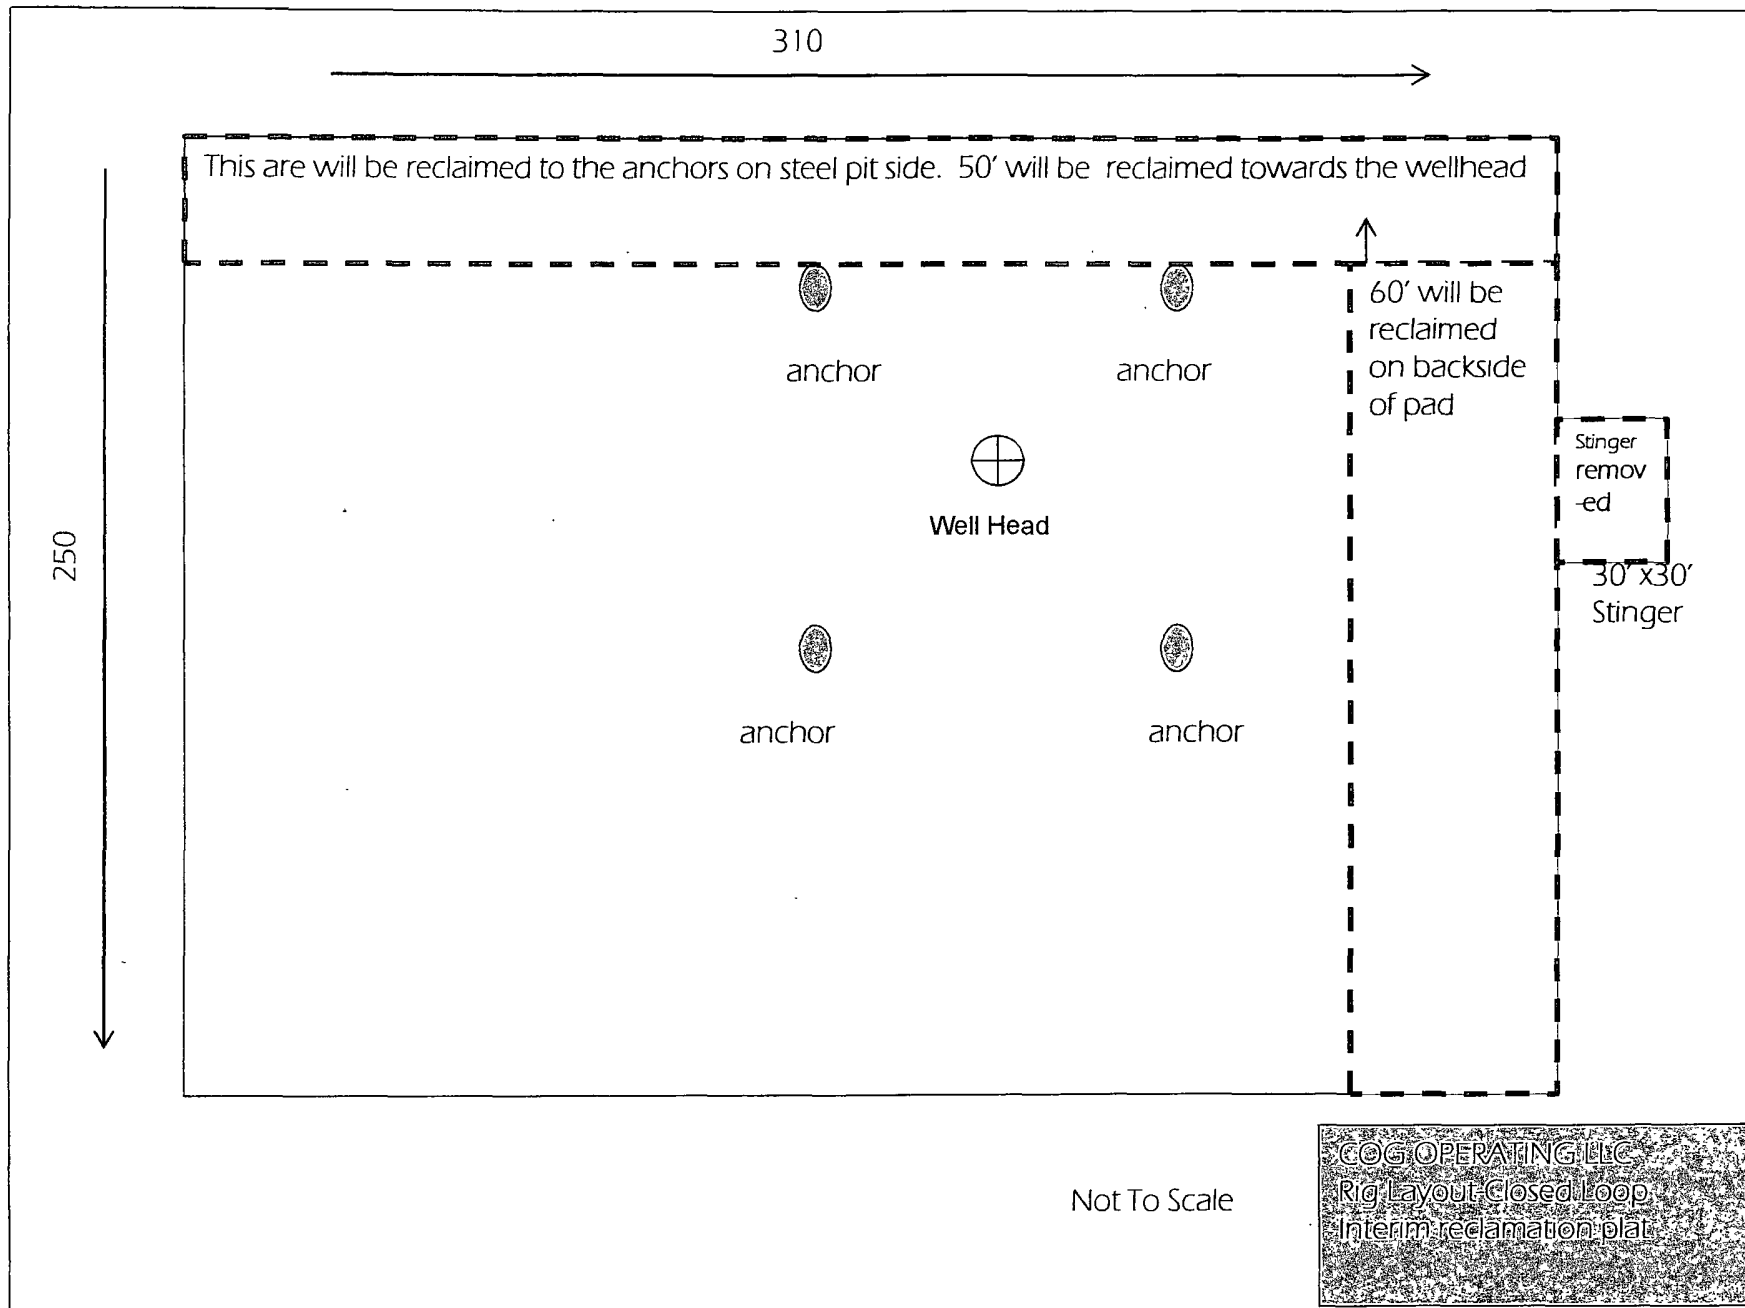 310
This are will be reclaimed to the anchors on steel pit side. 50' will be reclaimed towards the wellhead
60' will be
reclaimed
on backside
of pad
anchor
anchor
Stinger
remov
-ed
Well Head
250
30' x30'
Stinger
anchor
anchor
Not To Scale
COG OPERATING LLC
Rig Layout Closed Loop
Interim reclamation plat